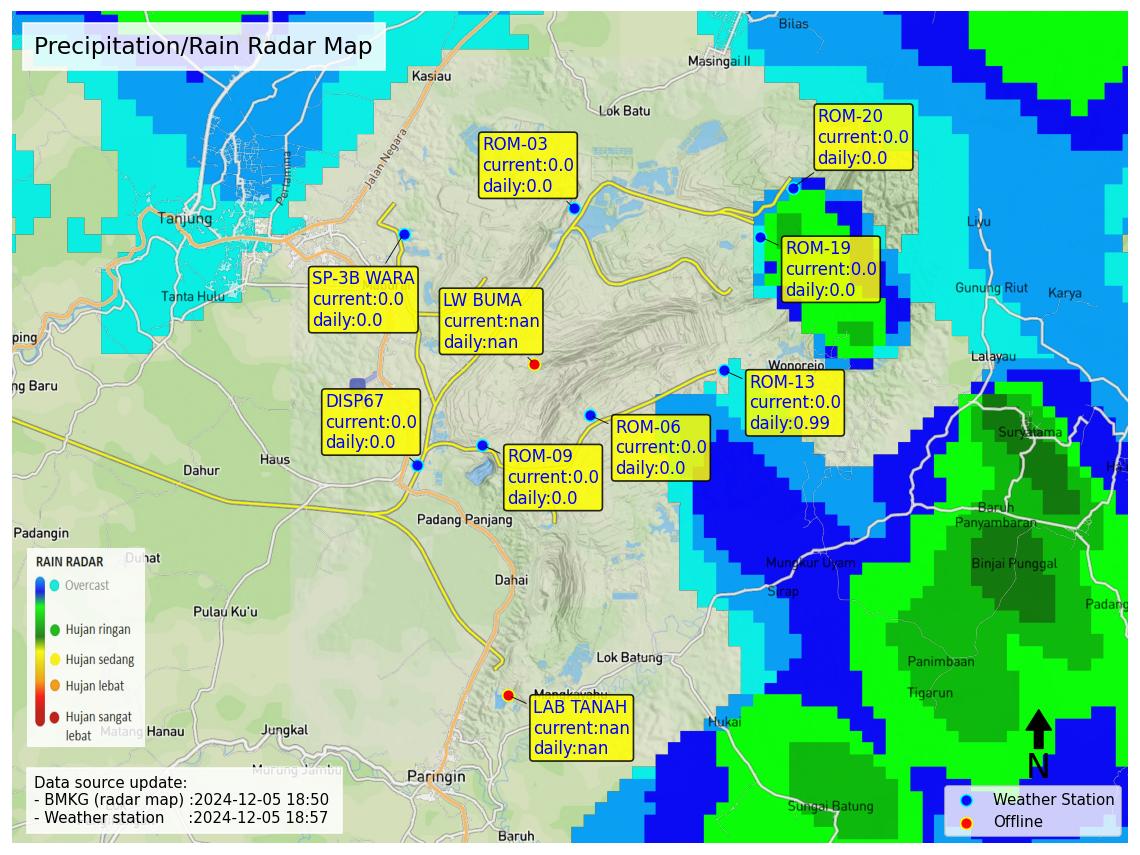 Precipitation/Rain Radar Map
Bilas
Masingai II
Kasiau
Lok Batu
Jalan Negara
Pertamina
Tanjung
Tanta Hulu
Liyu
Gunung Riut
Karya
Lalayau
Wonorejo
ROM-20
current:0.0
daily:0.0
ROM-03
current:0.0
daily:0.0
ROM-19
current:0.0
daily:0.0
SP-3B WARA
current:0.0
daily:0.0
LW BUMA
current:nan
daily:nan
ROM-13
current:0.0
daily:0.99
DISP67
current:0.0
daily:0.0
ROM-06
current:0.0
daily:0.0
ROM-09
current:0.0
daily:0.0
ping
ng Baru
Dahur
Haus
Suryatama
Baruh
Panyambaran
Padang Panjang
Padangin
Duhat
Mungkur Uyam
Binjai Punggal
Sirap
Dahai
Padang
Pulau Ku'u
Lok Batung
Panimbaan
Tigarun
Mangkayahu
Hukai
LAB TANAH
current:nan
daily:nan
RAIN RADAR
Overcast
Hujan ringan
Hujan sedang
Hujan lebat
Hujan sangat
lebat
Matang Hanau
Jungkal
Murung Jambu
Paringin
Sungai Batung
Baruh
Data source update:
- BMKG (radar map) :2024-12-05 18:50
- Weather station :2024-12-05 18:57
N
Weather Station
Offline